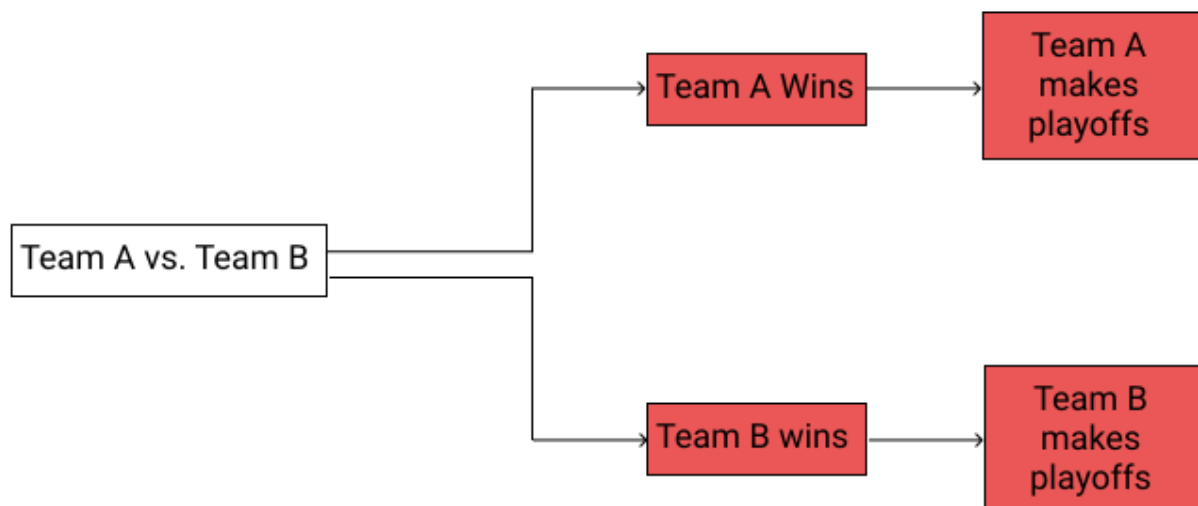 Team A vs. Team B
Team A Wins
Team A
makes
playoffs
Team B wins
Team B
makes
playoffs